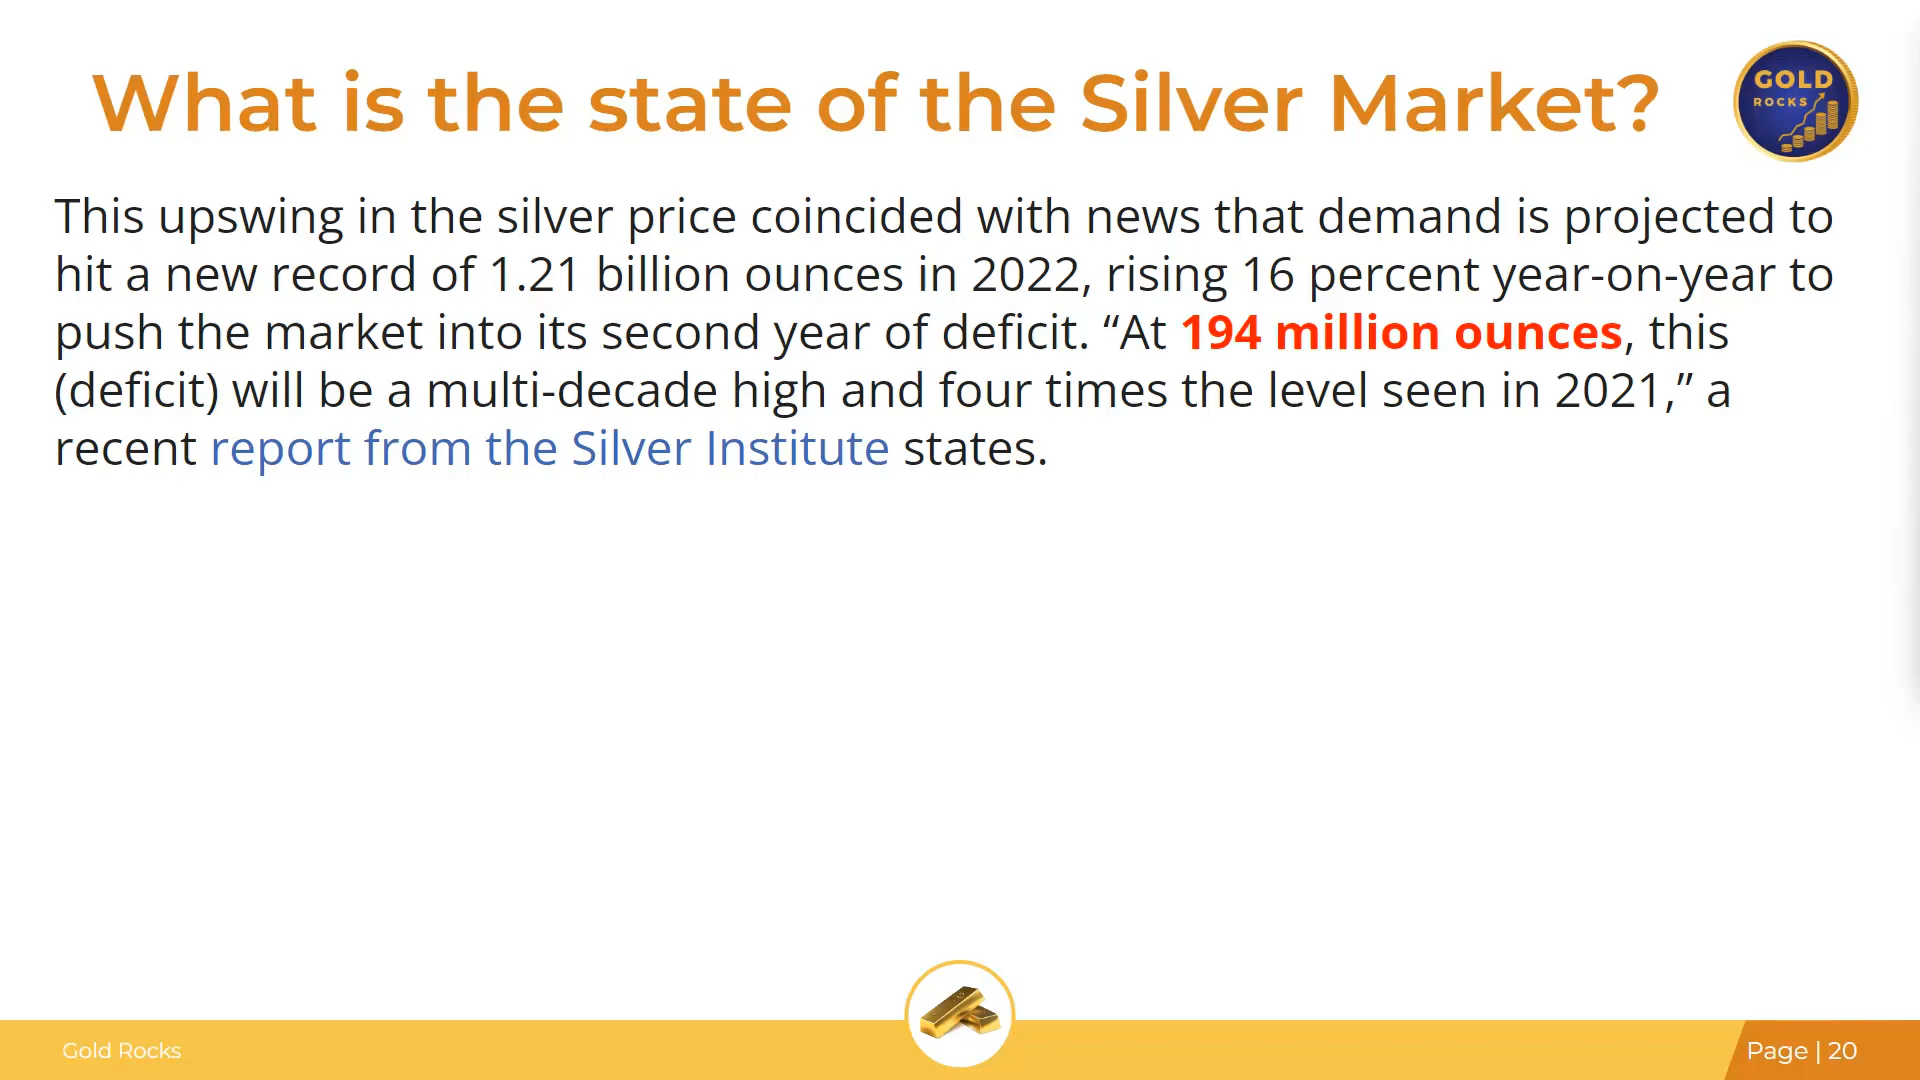 What is the state of the Silver Market?
GOLD
ROCKS
This upswing in the silver price coincided with news that demand is projected to
hit a new record of 1.21 billion ounces in 2022, rising 16 percent year-on-year to
push the market into its second year of deficit. “At 194 million ounces, this
(deficit) will be a multi-decade high and four times the level seen in 2021,” a
recent report from the Silver Institute states.
Gold Rocks
Page | 20